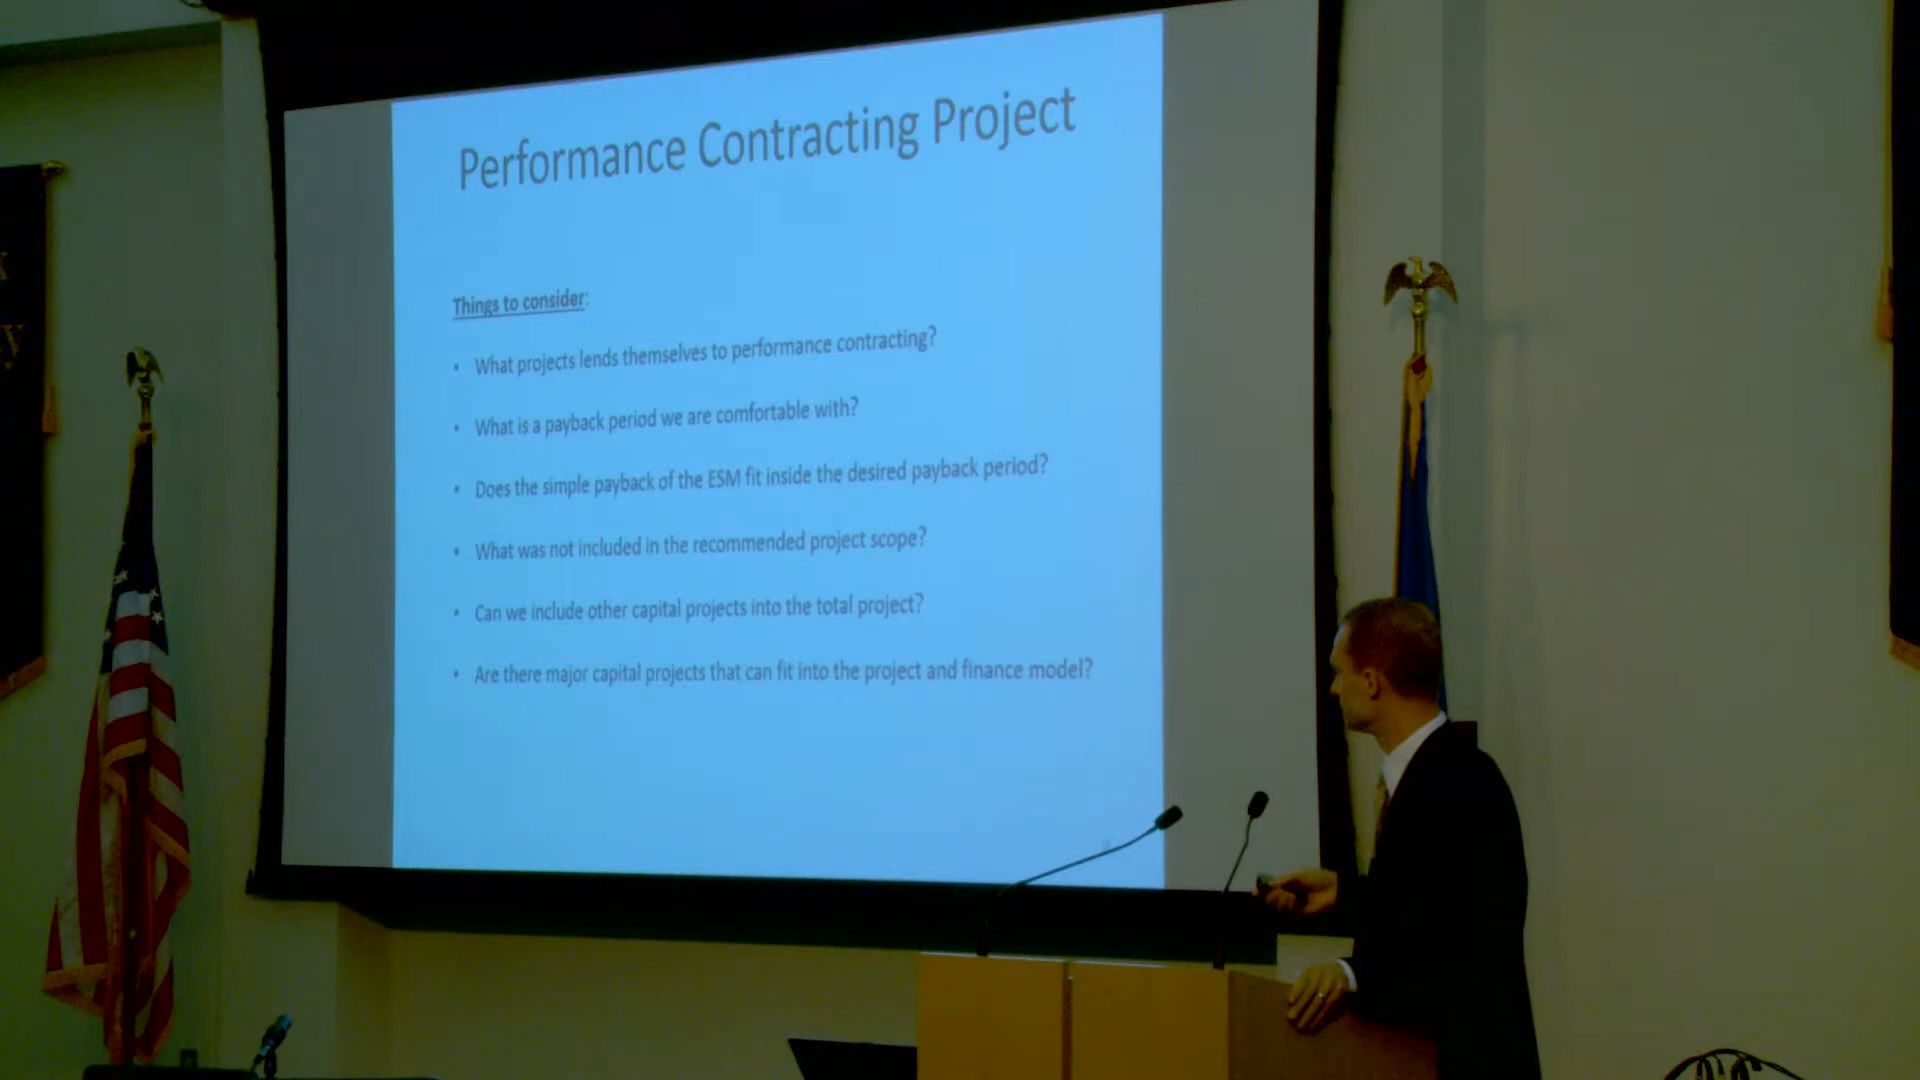 Performance Contracting Project
Things to consider:
• What projects lends themselves to performance contracting?
• What is a payback period we are comfortable with?
• Does the simple payback of the ESM fit inside the desired payback period?
• What was not included in the recommended project scope?
• Can we include other capital projects into the total project?
• Are there major capital projects that can fit into the project and finance model?